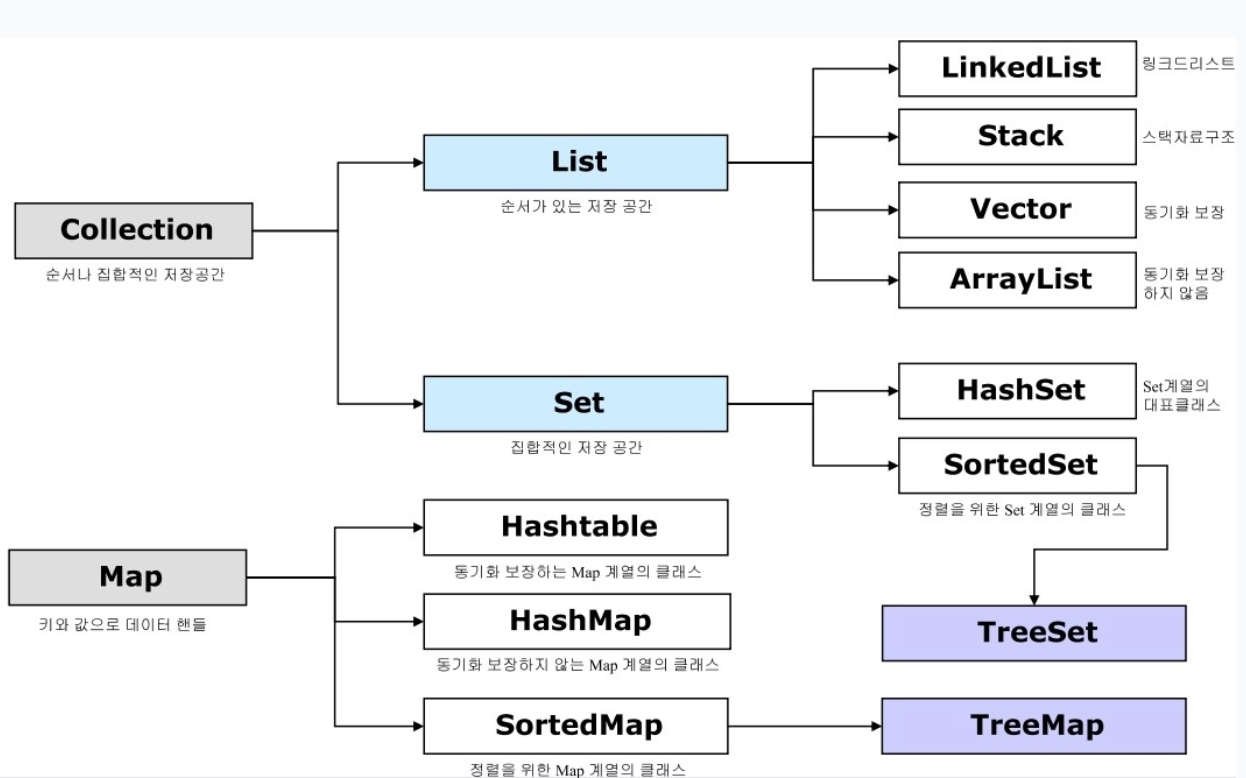 LinkedList
링크드리스트
Stack
스택자료구조
List
순서가 있는 저장 공간
Vector
동기화 보장
Collection
순서나 집합적인 저장공간
ArrayList
동기화 보장
하지 않음
HashSet
Set계열의
대표클래스
Set
집합적인 저장 공간
SortedSet
정렬을 위한 Set 계열의 클래스
Hashtable
동기화 보장하는 Map 계열의 클래스
Map
키와 값으로 데이터 핸들
HashMap
동기화 보장하지 않는 Map 계열의 클래스
TreeSet
SortedMap
정렬을 위한 Map 계열의 클래스
TreeMap